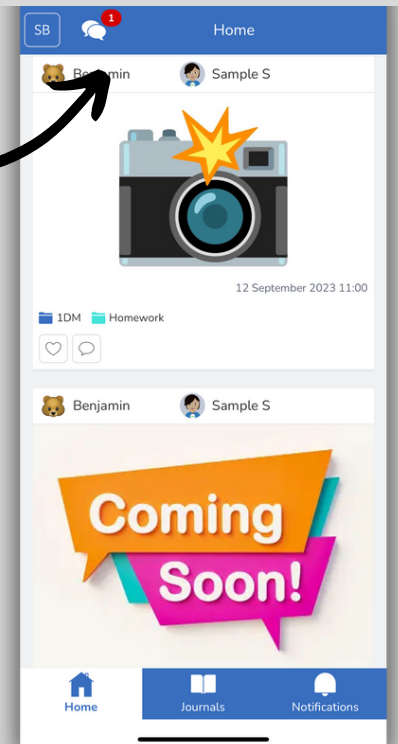 SB 1 Home
Benjamin Sample S
12 September 2023 11:00
1DM Homework
Benjamin Sample S
Coming
Soon!
Home Journals Notifications